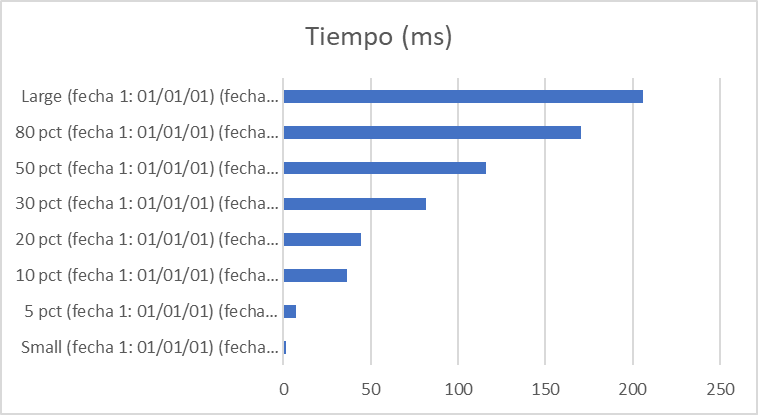 Tiempo (ms)
Large (fecha 1: 01/01/01) (fecha...
80 pct (fecha 1: 01/01/01) (fecha...
50 pct (fecha 1: 01/01/01) (fecha...
30 pct (fecha 1: 01/01/01) (fecha...
20 pct (fecha 1: 01/01/01) (fecha...
10 pct (fecha 1: 01/01/01) (fecha...
5 pct (fecha 1: 01/01/01) (fecha...
Small (fecha 1: 01/01/01) (fecha...
0 50 100 150 200 250